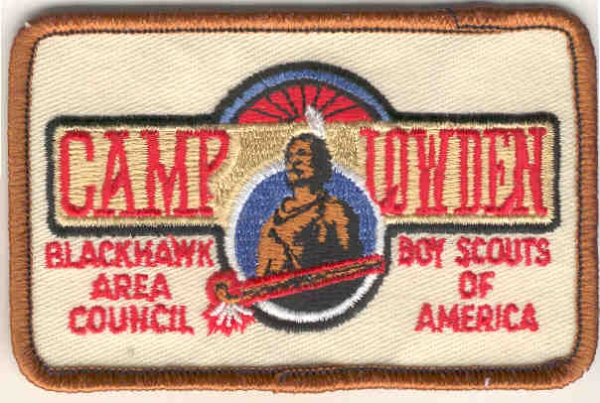 CAMP LOWDEN
BLACKHAWK
AREA
COUNCIL
BOY SCOUTS
OF
AMERICA